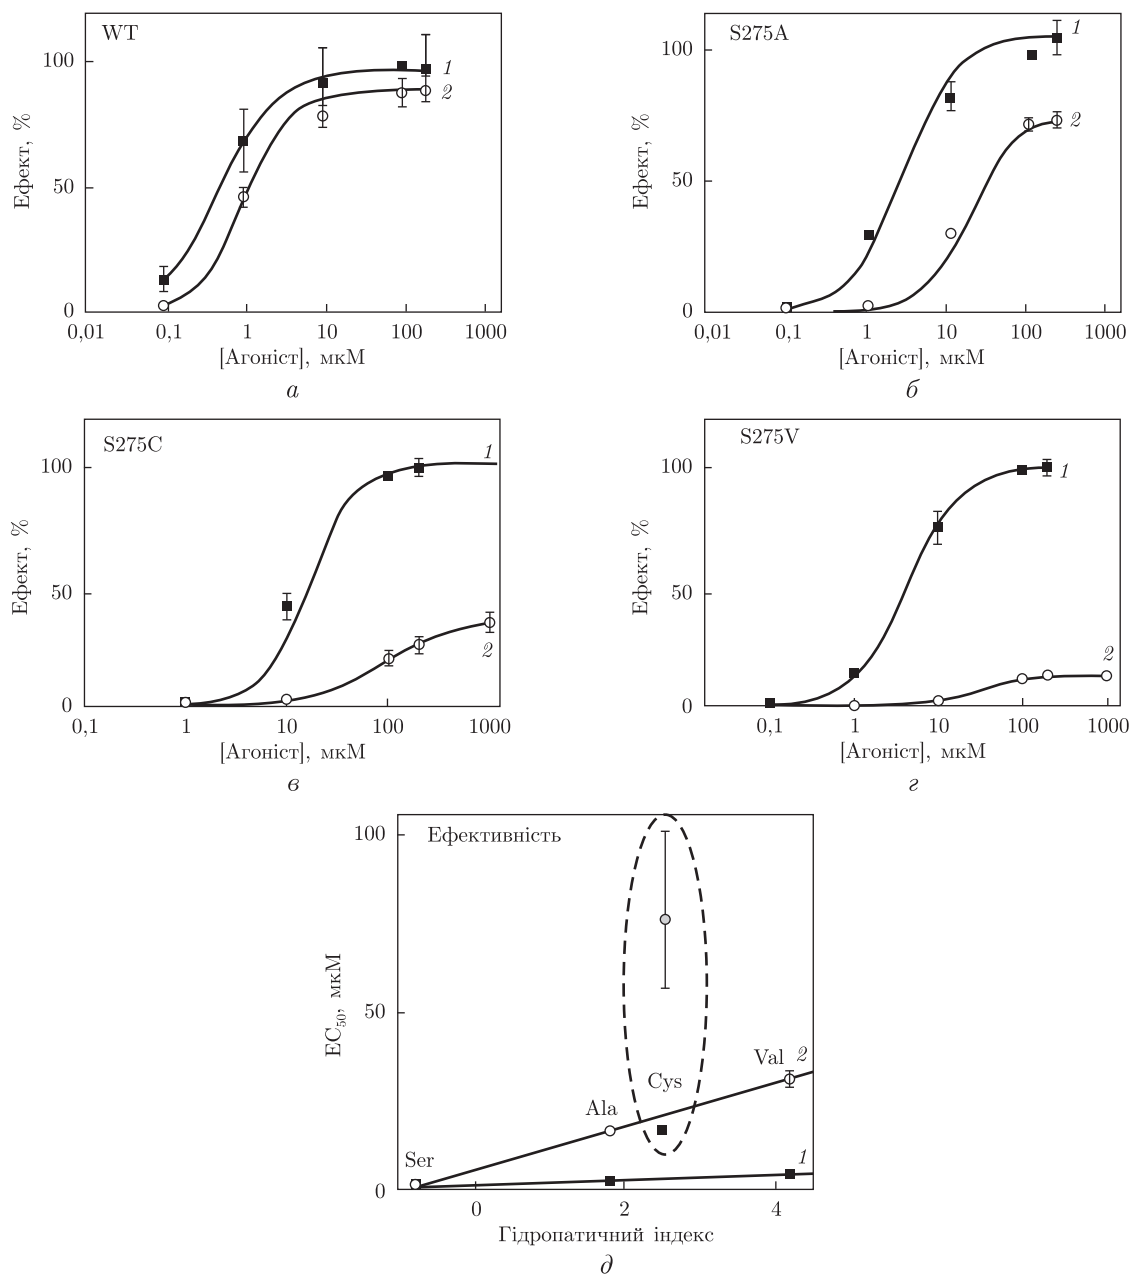 WT
100
50
0
Ефект, %
1
2
0,01 0,1 1 10 100 1000
[Агоніст], мкМ
а
S275A
100
50
0
Ефект, %
1
2
0,01 0,1 1 10 100 1000
[Агоніст], мкМ
б
S275C
100
50
0
Ефект, %
1
2
0,1 1 10 100 1000
[Агоніст], мкМ
в
S275V
100
50
0
Ефект, %
1
2
0,1 1 10 100 1000
[Агоніст], мкМ
г
Ефективність
100
50
0
EC50, мкМ
Ser
Ala
Cys
Val 2
1
0 2 4
Гідропатичний індекс
д